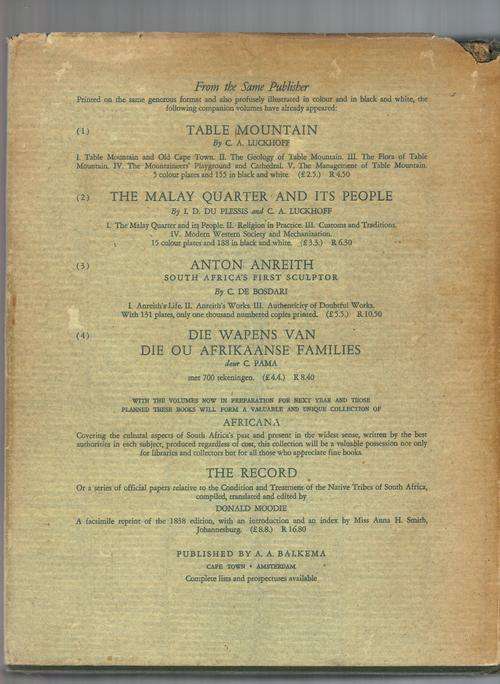 From the Same Publisher
Printed on the same generous format and also profusely illustrated in colour and in black and white, the
following companion volumes have already appeared:
(1) TABLE MOUNTAIN
By C. A. LUCKHOFF
I. Table Mountain and Old Cape Town. II. The Geology of Table Mountain. III. The Flora of Table
Mountain. IV. The Mountaineers' Playground and Cathedral. V. The Management of Table Mountain.
5 colour plates and 155 in black and white. (£2.5.) R 4.50
(2) THE MALAY QUARTER AND ITS PEOPLE
By I. D. DU PLESSIS and C. A. LUCKHOFF
I. The Malay Quarter and its People. II. Religion in Practice. III. Customs and Traditions.
IV. Modern Western Society and Mechanization.
15 colour plates and 188 in black and white. (£3.3.) R 6.30
(3) ANTON ANREITH
SOUTH AFRICA'S FIRST SCULPTOR
By C. DE BOSDARI
I. Anreith's Life. II. Anreith's Works. III. Authenticity of Doubtful Works.
With 131 plates, only one thousand numbered copies printed. (£5.5.) R 10.50
(4) DIE WAPENS VAN
DIE OU AFRIKAANSE FAMILIES
deur C. PAMA
met 700 tekeningen. (£4.4.) R 8.40
WITH THE VOLUMES NOW IN PREPARATION FOR NEXT YEAR AND THOSE
PLANNED THESE BOOKS WILL FORM A VALUABLE AND UNIQUE COLLECTION OF
AFRICANA
Covering the cultural aspects of South Africa's past and present in the widest sense, written by the best
authorities in each subject, produced regardless of cost, this collection will be a valuable possession not only
for libraries and collectors but for all those who appreciate fine books.
THE RECORD
Or a series of official papers relative to the Condition and Treatment of the Native Tribes of South Africa,
compiled, translated and edited by
DONALD MOODIE
A facsimile reprint of the 1838 edition, with an introduction and an index by Miss Anna H. Smith,
Johannesburg. (£8.8.) R 16.80
PUBLISHED BY A. A. BALKEMA
CAPE TOWN • AMSTERDAM
Complete lists and prospectuses available